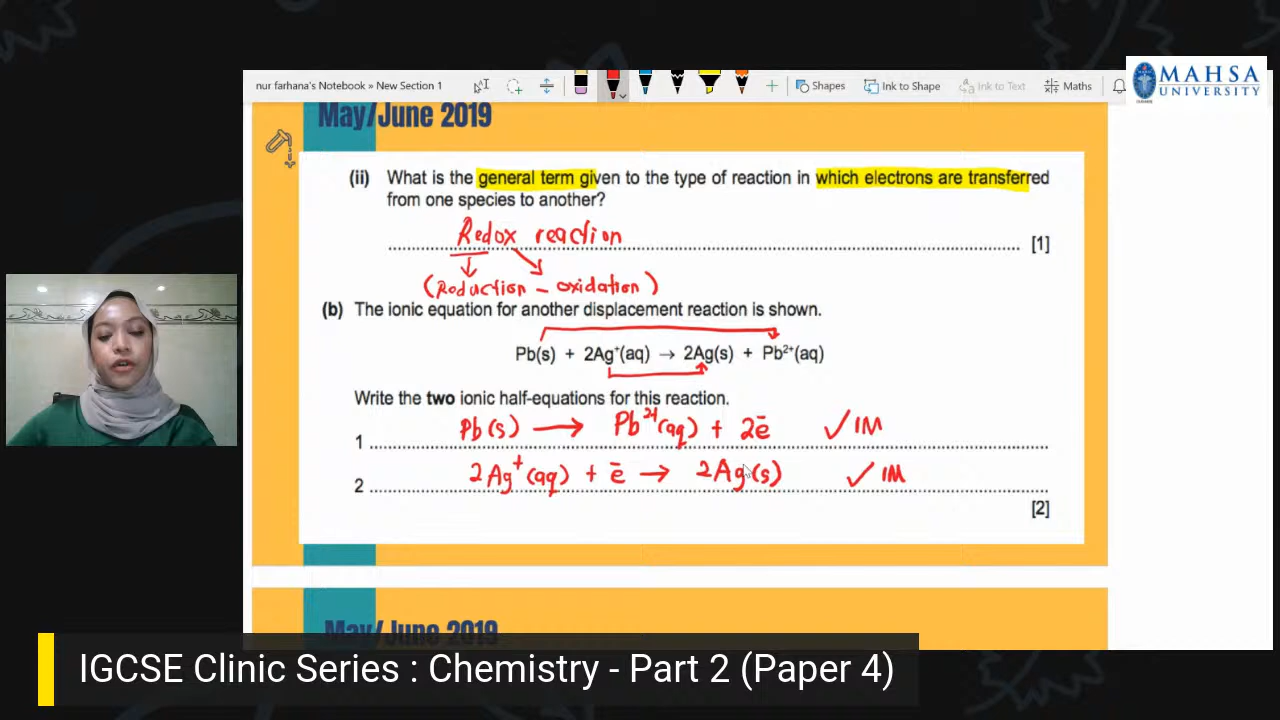 nur farhana's Notebook » New Section 1
Shapes
Ink to Shape
Ink to Text
Maths
MAHSA
UNIVERSITY
May/June 2019
(ii) What is the general term given to the type of reaction in which electrons are transferred
from one species to another?
Redox reaction
[1]
(Roduction - oxidation)
(b) The ionic equation for another displacement reaction is shown.
Pb(s) + 2Ag⁺(aq) → 2Ag(s) + Pb²⁺(aq)
Write the two ionic half-equations for this reaction.
1 Pb(s) → Pb²⁺(aq) + 2ē ✓ 1M
2 2Ag⁺(aq) + ē → 2Ag(s) ✓ 1M
[2]
May/June 2019
IGCSE Clinic Series : Chemistry - Part 2 (Paper 4)